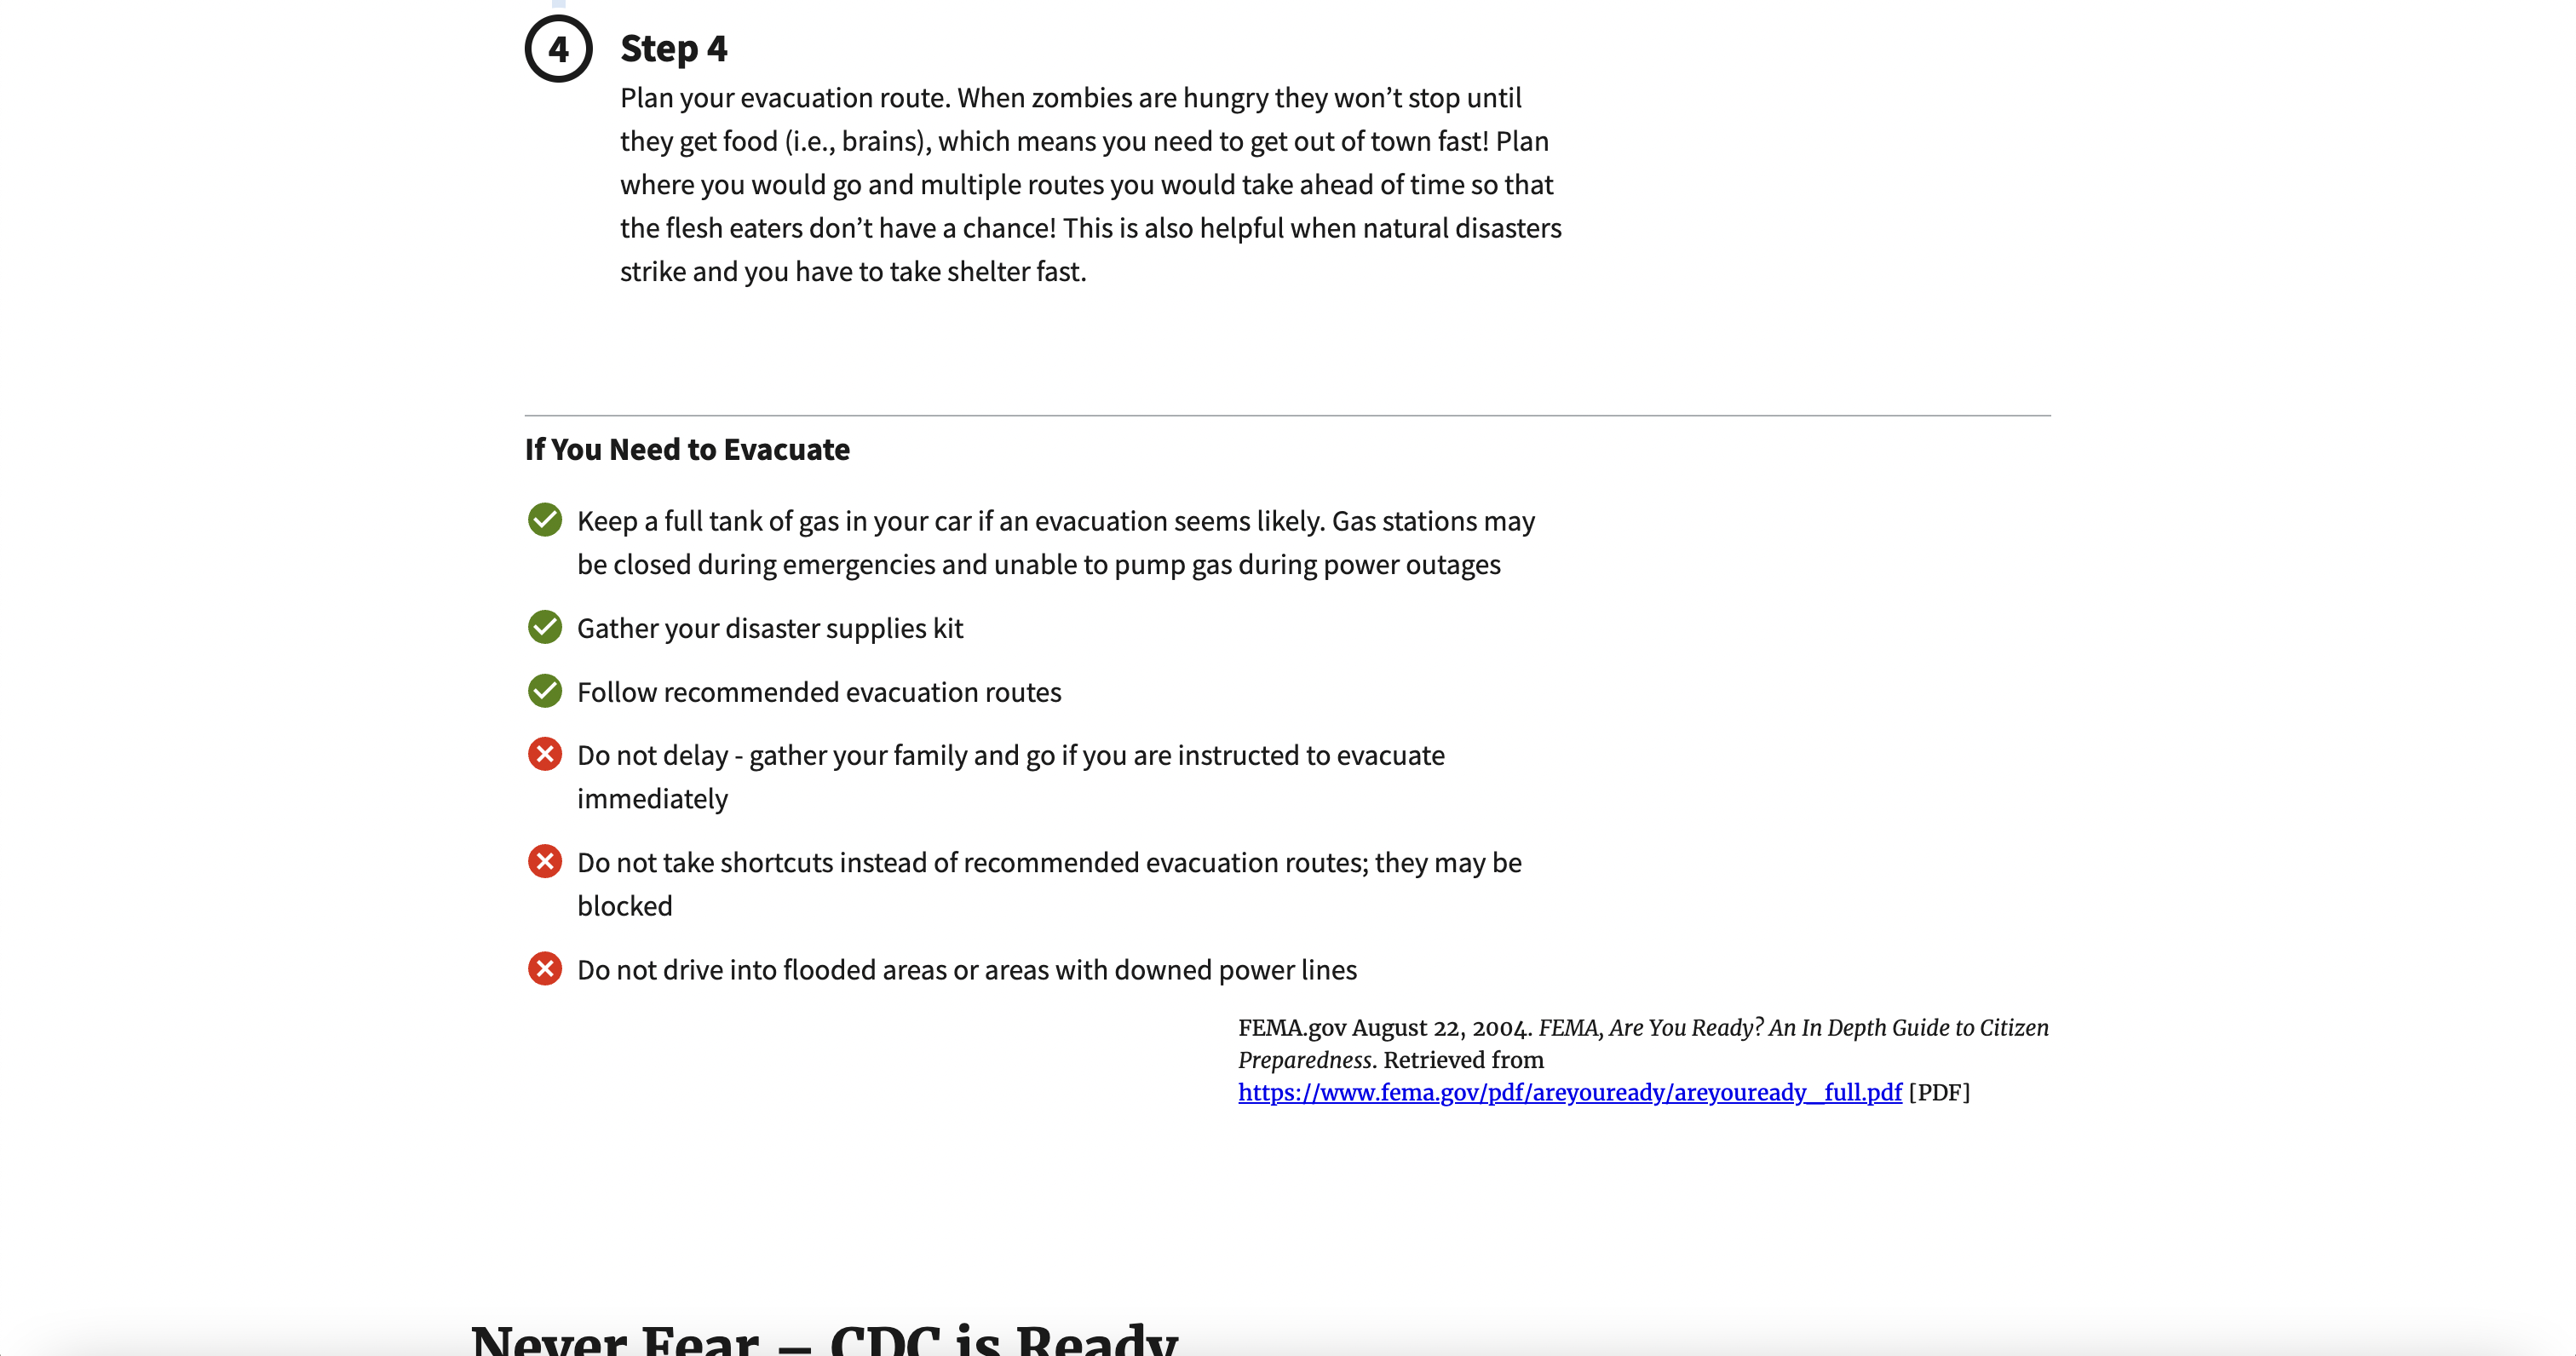 4
Step 4
Plan your evacuation route. When zombies are hungry they won’t stop until
they get food (i.e., brains), which means you need to get out of town fast! Plan
where you would go and multiple routes you would take ahead of time so that
the flesh eaters don’t have a chance! This is also helpful when natural disasters
strike and you have to take shelter fast.
If You Need to Evacuate
Keep a full tank of gas in your car if an evacuation seems likely. Gas stations may
be closed during emergencies and unable to pump gas during power outages
Gather your disaster supplies kit
Follow recommended evacuation routes
Do not delay - gather your family and go if you are instructed to evacuate
immediately
Do not take shortcuts instead of recommended evacuation routes; they may be
blocked
Do not drive into flooded areas or areas with downed power lines
FEMA.gov August 22, 2004. FEMA, Are You Ready? An In Depth Guide to Citizen
Preparedness. Retrieved from
https://www.fema.gov/pdf/areyouready/areyouready_full.pdf [PDF]
Never Fear – CDC is Ready